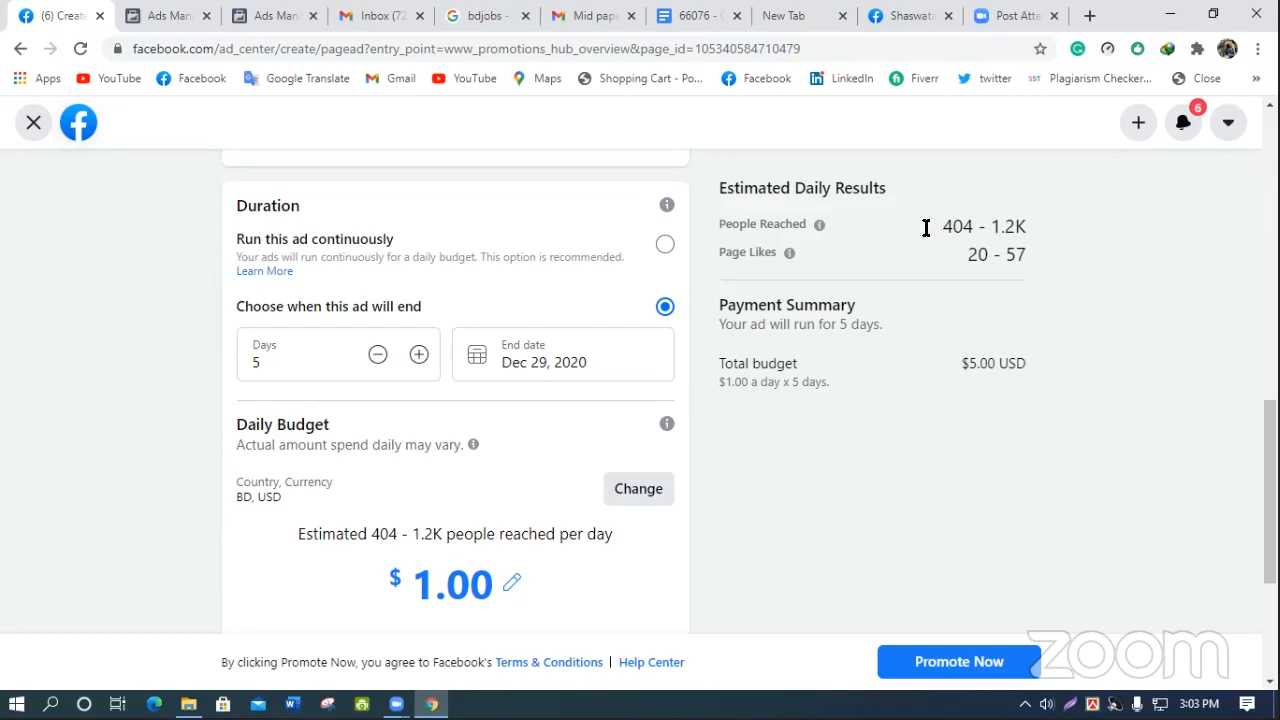 (6) Create
Ads Mana
Ads Mana
Inbox (7
bdjobs -
Mid pap
66076 - G
New Tab
Shaswat
Post Atte
facebook.com/ad_center/create/pagead?entry_point=www_promotions_hub_overview&page_id=105340584710479
Apps
YouTube
Facebook
Google Translate
Gmail
YouTube
Maps
Shopping Cart - Po...
Facebook
LinkedIn
Fiverr
twitter
SST Plagiarism Checker...
Close
»
6
Duration
Run this ad continuously
Your ads will run continuously for a daily budget. This option is recommended.
Learn More
Choose when this ad will end
Days
5
End date
Dec 29, 2020
Daily Budget
Actual amount spend daily may vary.
Country, Currency
BD, USD
Change
Estimated 404 - 1.2K people reached per day
$ 1.00
Estimated Daily Results
People Reached 404 - 1.2K
Page Likes 20 - 57
Payment Summary
Your ad will run for 5 days.
Total budget $5.00 USD
$1.00 a day x 5 days.
By clicking Promote Now, you agree to Facebook's Terms & Conditions | Help Center
Promote Now
zoom
3:03 PM